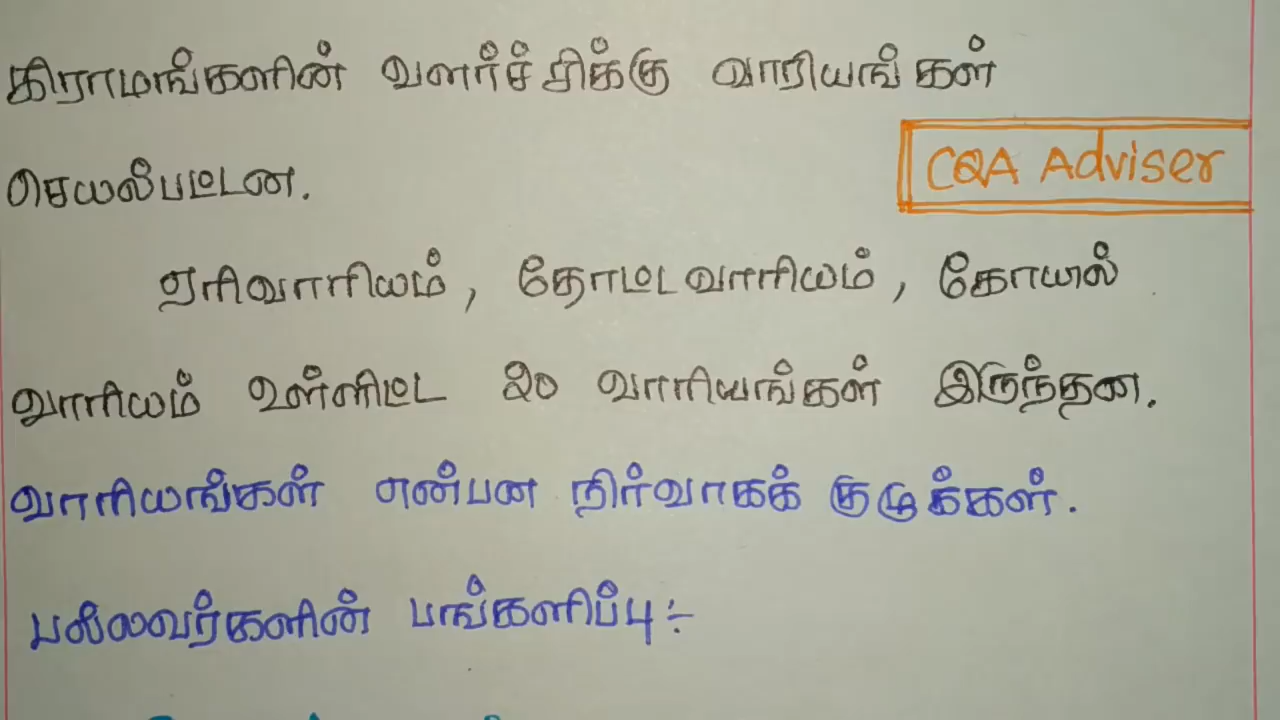 கிராமங்களின் வளர்ச்சிக்கு வாரியங்கள்
CQA Adviser
செயல்பட்டன.
ஏரிவாரியம், தோட்டவாரியம், கோயில்
வாரியம் உள்ளிட்ட 20 வாரியங்கள் இருந்தன.
வாரியங்கள் என்பன நிர்வாகக் குழுக்கள்.
பல்லவர்களின் பங்களிப்பு :-